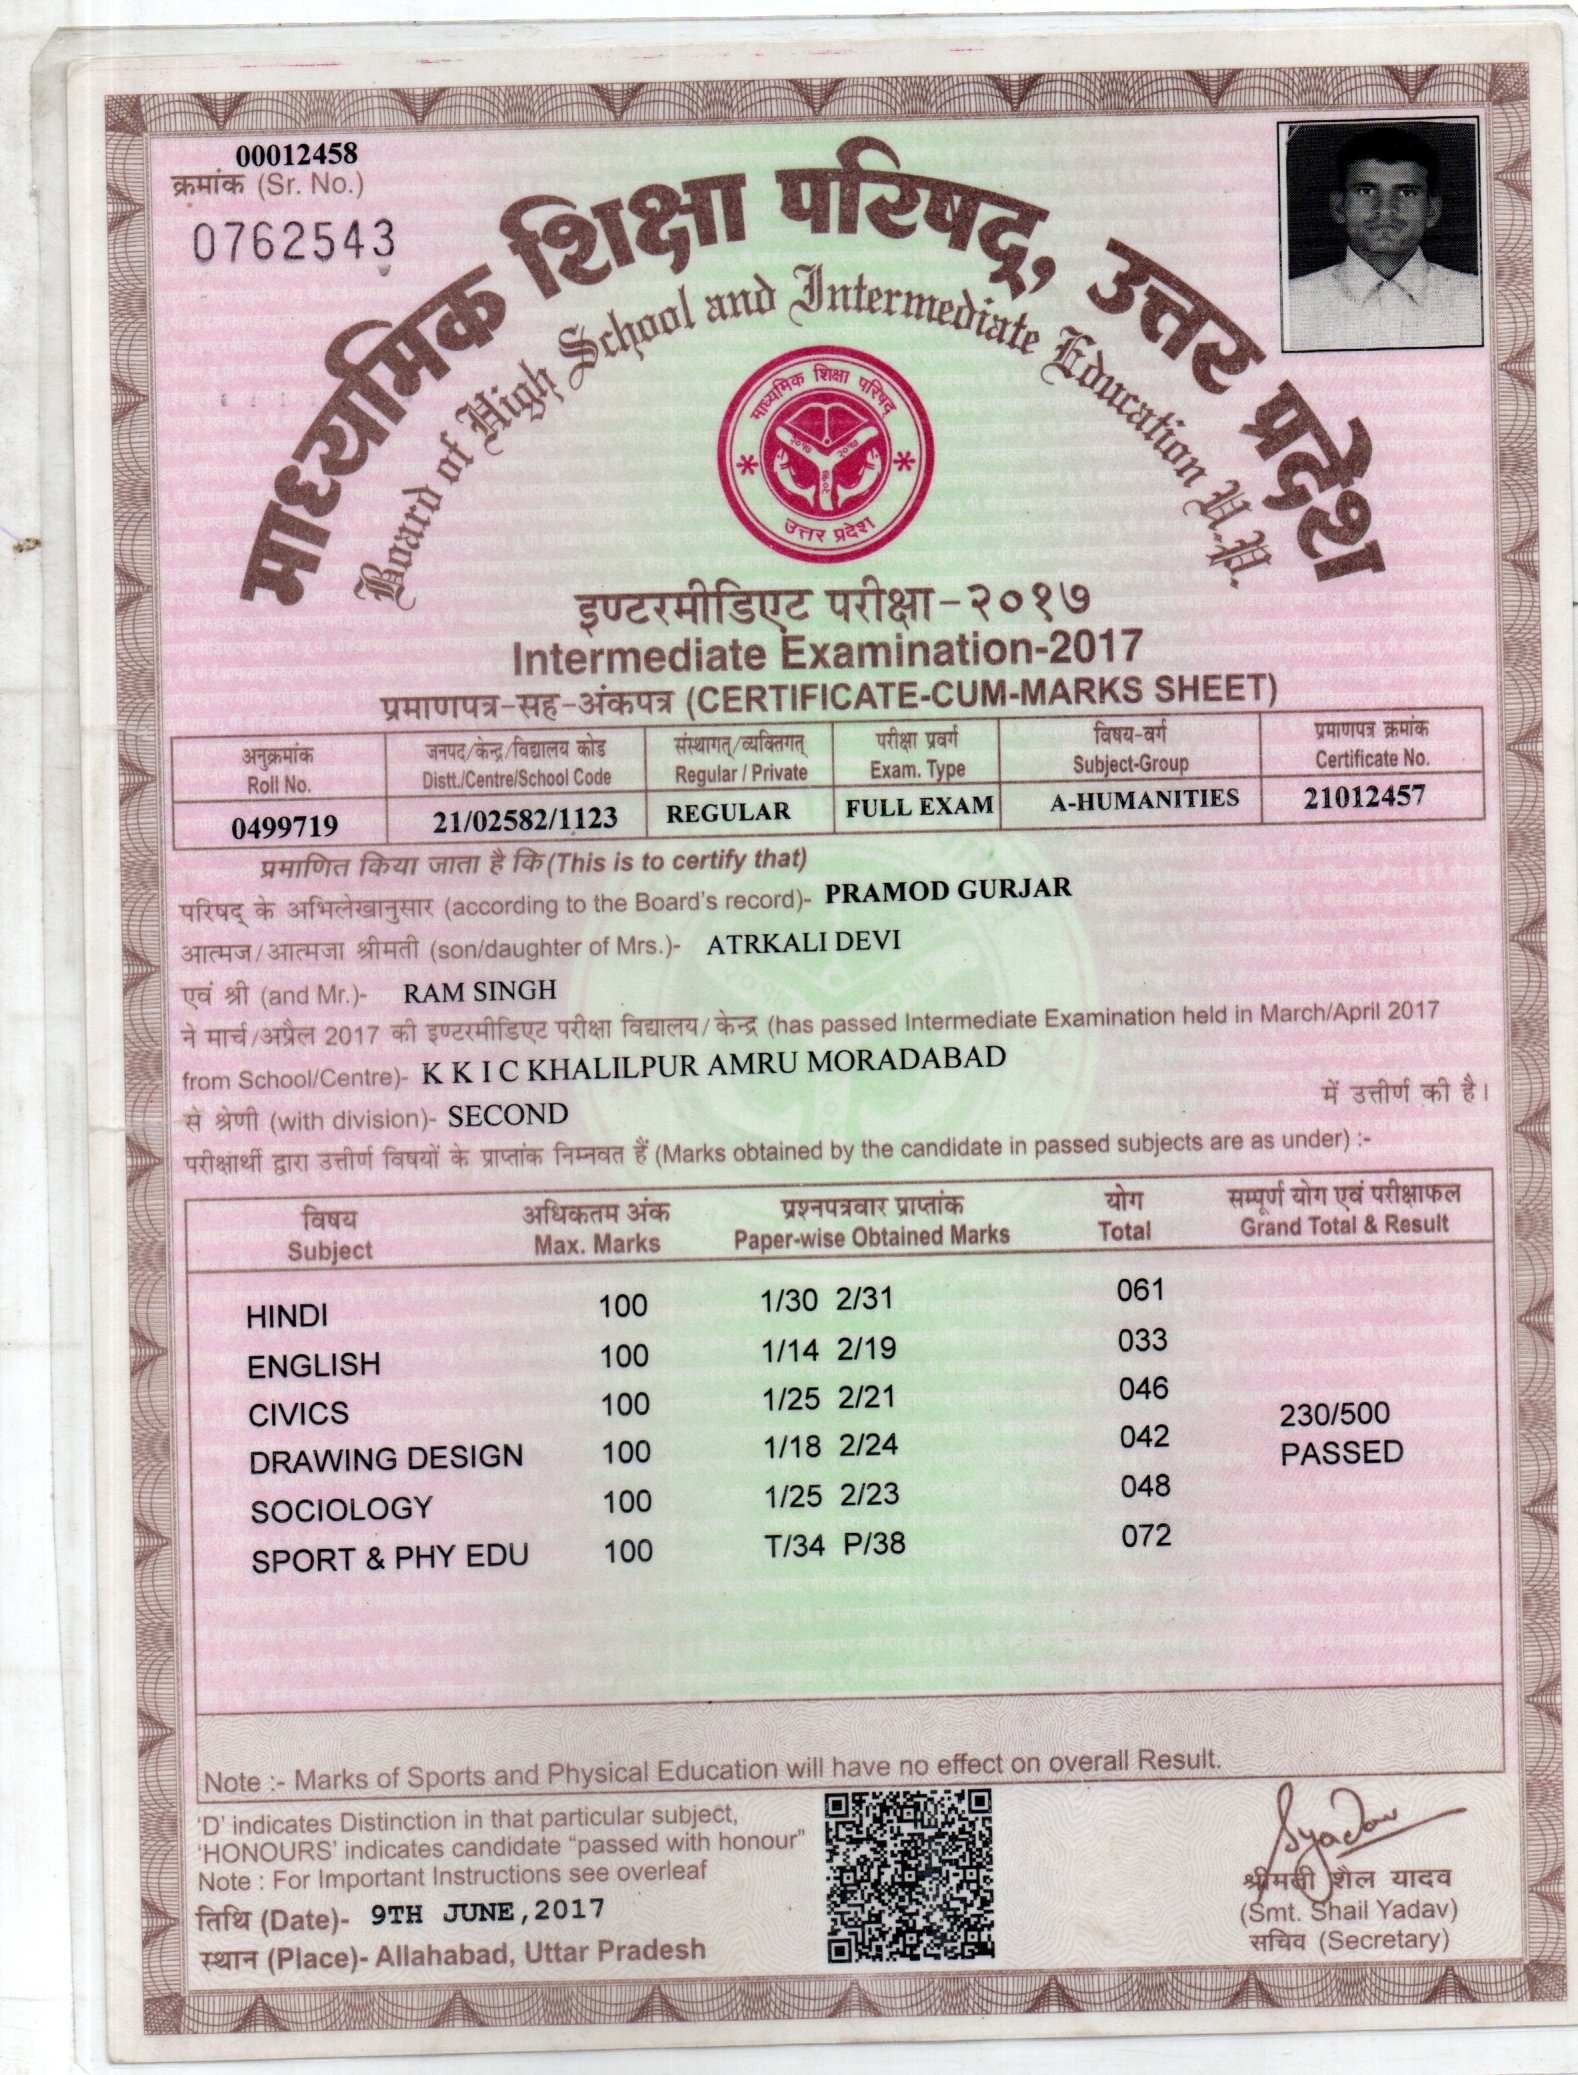 00012458
क्रमांक (Sr. No.)
0762543
माध्यमिक शिक्षा परिषद्, उत्तर प्रदेश
Board of High School and Intermediate Education U.P.
माध्यमिक शिक्षा परिषद्
२०१७ २०१७
२०१७
उत्तर प्रदेश
इण्टरमीडिएट परीक्षा-२०१७
Intermediate Examination-2017
प्रमाणपत्र-सह-अंकपत्र (CERTIFICATE-CUM-MARKS SHEET)
अनुक्रमांक जनपद/केन्द्र/विद्यालय कोड संस्थागत्/व्यक्तिगत् परीक्षा प्रवर्ग विषय-वर्ग प्रमाणपत्र क्रमांक
Roll No. Distt./Centre/School Code Regular / Private Exam. Type Subject-Group Certificate No.
0499719 21/02582/1123 REGULAR FULL EXAM A-HUMANITIES 21012457
प्रमाणित किया जाता है कि (This is to certify that)
परिषद् के अभिलेखानुसार (according to the Board's record)- PRAMOD GURJAR
आत्मज/आत्मजा श्रीमती (son/daughter of Mrs.)- ATRKALI DEVI
एवं श्री (and Mr.)- RAM SINGH
ने मार्च/अप्रैल 2017 की इण्टरमीडिएट परीक्षा विद्यालय/केन्द्र (has passed Intermediate Examination held in March/April 2017
from School/Centre)- K K I C KHALILPUR AMRU MORADABAD
से श्रेणी (with division)- SECOND में उत्तीर्ण की है।
परीक्षार्थी द्वारा उत्तीर्ण विषयों के प्राप्तांक निम्नवत हैं (Marks obtained by the candidate in passed subjects are as under) :-
विषय अधिकतम अंक प्रश्नपत्रवार प्राप्तांक योग सम्पूर्ण योग एवं परीक्षाफल
Subject Max. Marks Paper-wise Obtained Marks Total Grand Total & Result
HINDI 100 1/30 2/31 061
ENGLISH 100 1/14 2/19 033
CIVICS 100 1/25 2/21 046 230/500
DRAWING DESIGN 100 1/18 2/24 042 PASSED
SOCIOLOGY 100 1/25 2/23 048
SPORT & PHY EDU 100 T/34 P/38 072
Note :- Marks of Sports and Physical Education will have no effect on overall Result.
'D' indicates Distinction in that particular subject,
'HONOURS' indicates candidate "passed with honour"
Note : For Important Instructions see overleaf
तिथि (Date)- 9TH JUNE,2017
स्थान (Place)- Allahabad, Uttar Pradesh
Syadav
श्रीमती शैल यादव
(Smt. Shail Yadav)
सचिव (Secretary)